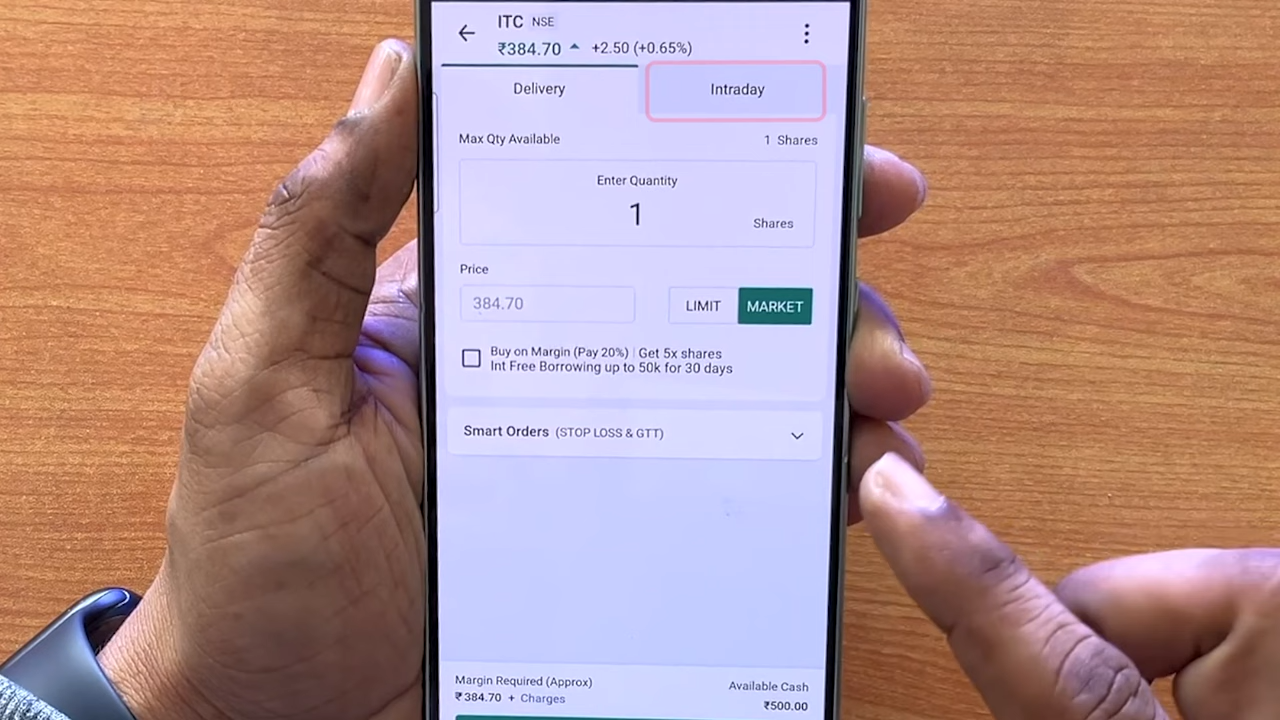 ITC NSE
₹384.70 ▲ +2.50 (+0.65%)
Delivery
Intraday
Max Qty Available
1 Shares
Enter Quantity
1
Shares
Price
384.70
LIMIT
MARKET
Buy on Margin (Pay 20%) | Get 5x shares
Int Free Borrowing up to 50k for 30 days
Smart Orders (STOP LOSS & GTT)
Margin Required (Approx)
₹384.70 + Charges
Available Cash
₹500.00